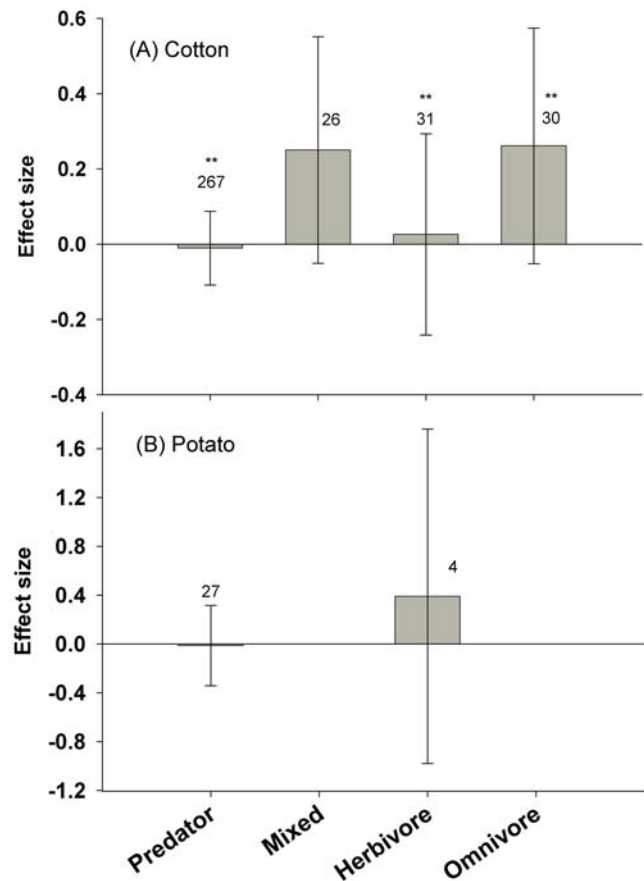 (A) Cotton
Effect size
0.6
0.4
0.2
0.0
-0.2
-0.4
**
267
26
**
31
**
30
(B) Potato
Effect size
1.6
1.2
0.8
0.4
0.0
-0.4
-0.8
-1.2
27
4
Predator
Mixed
Herbivore
Omnivore